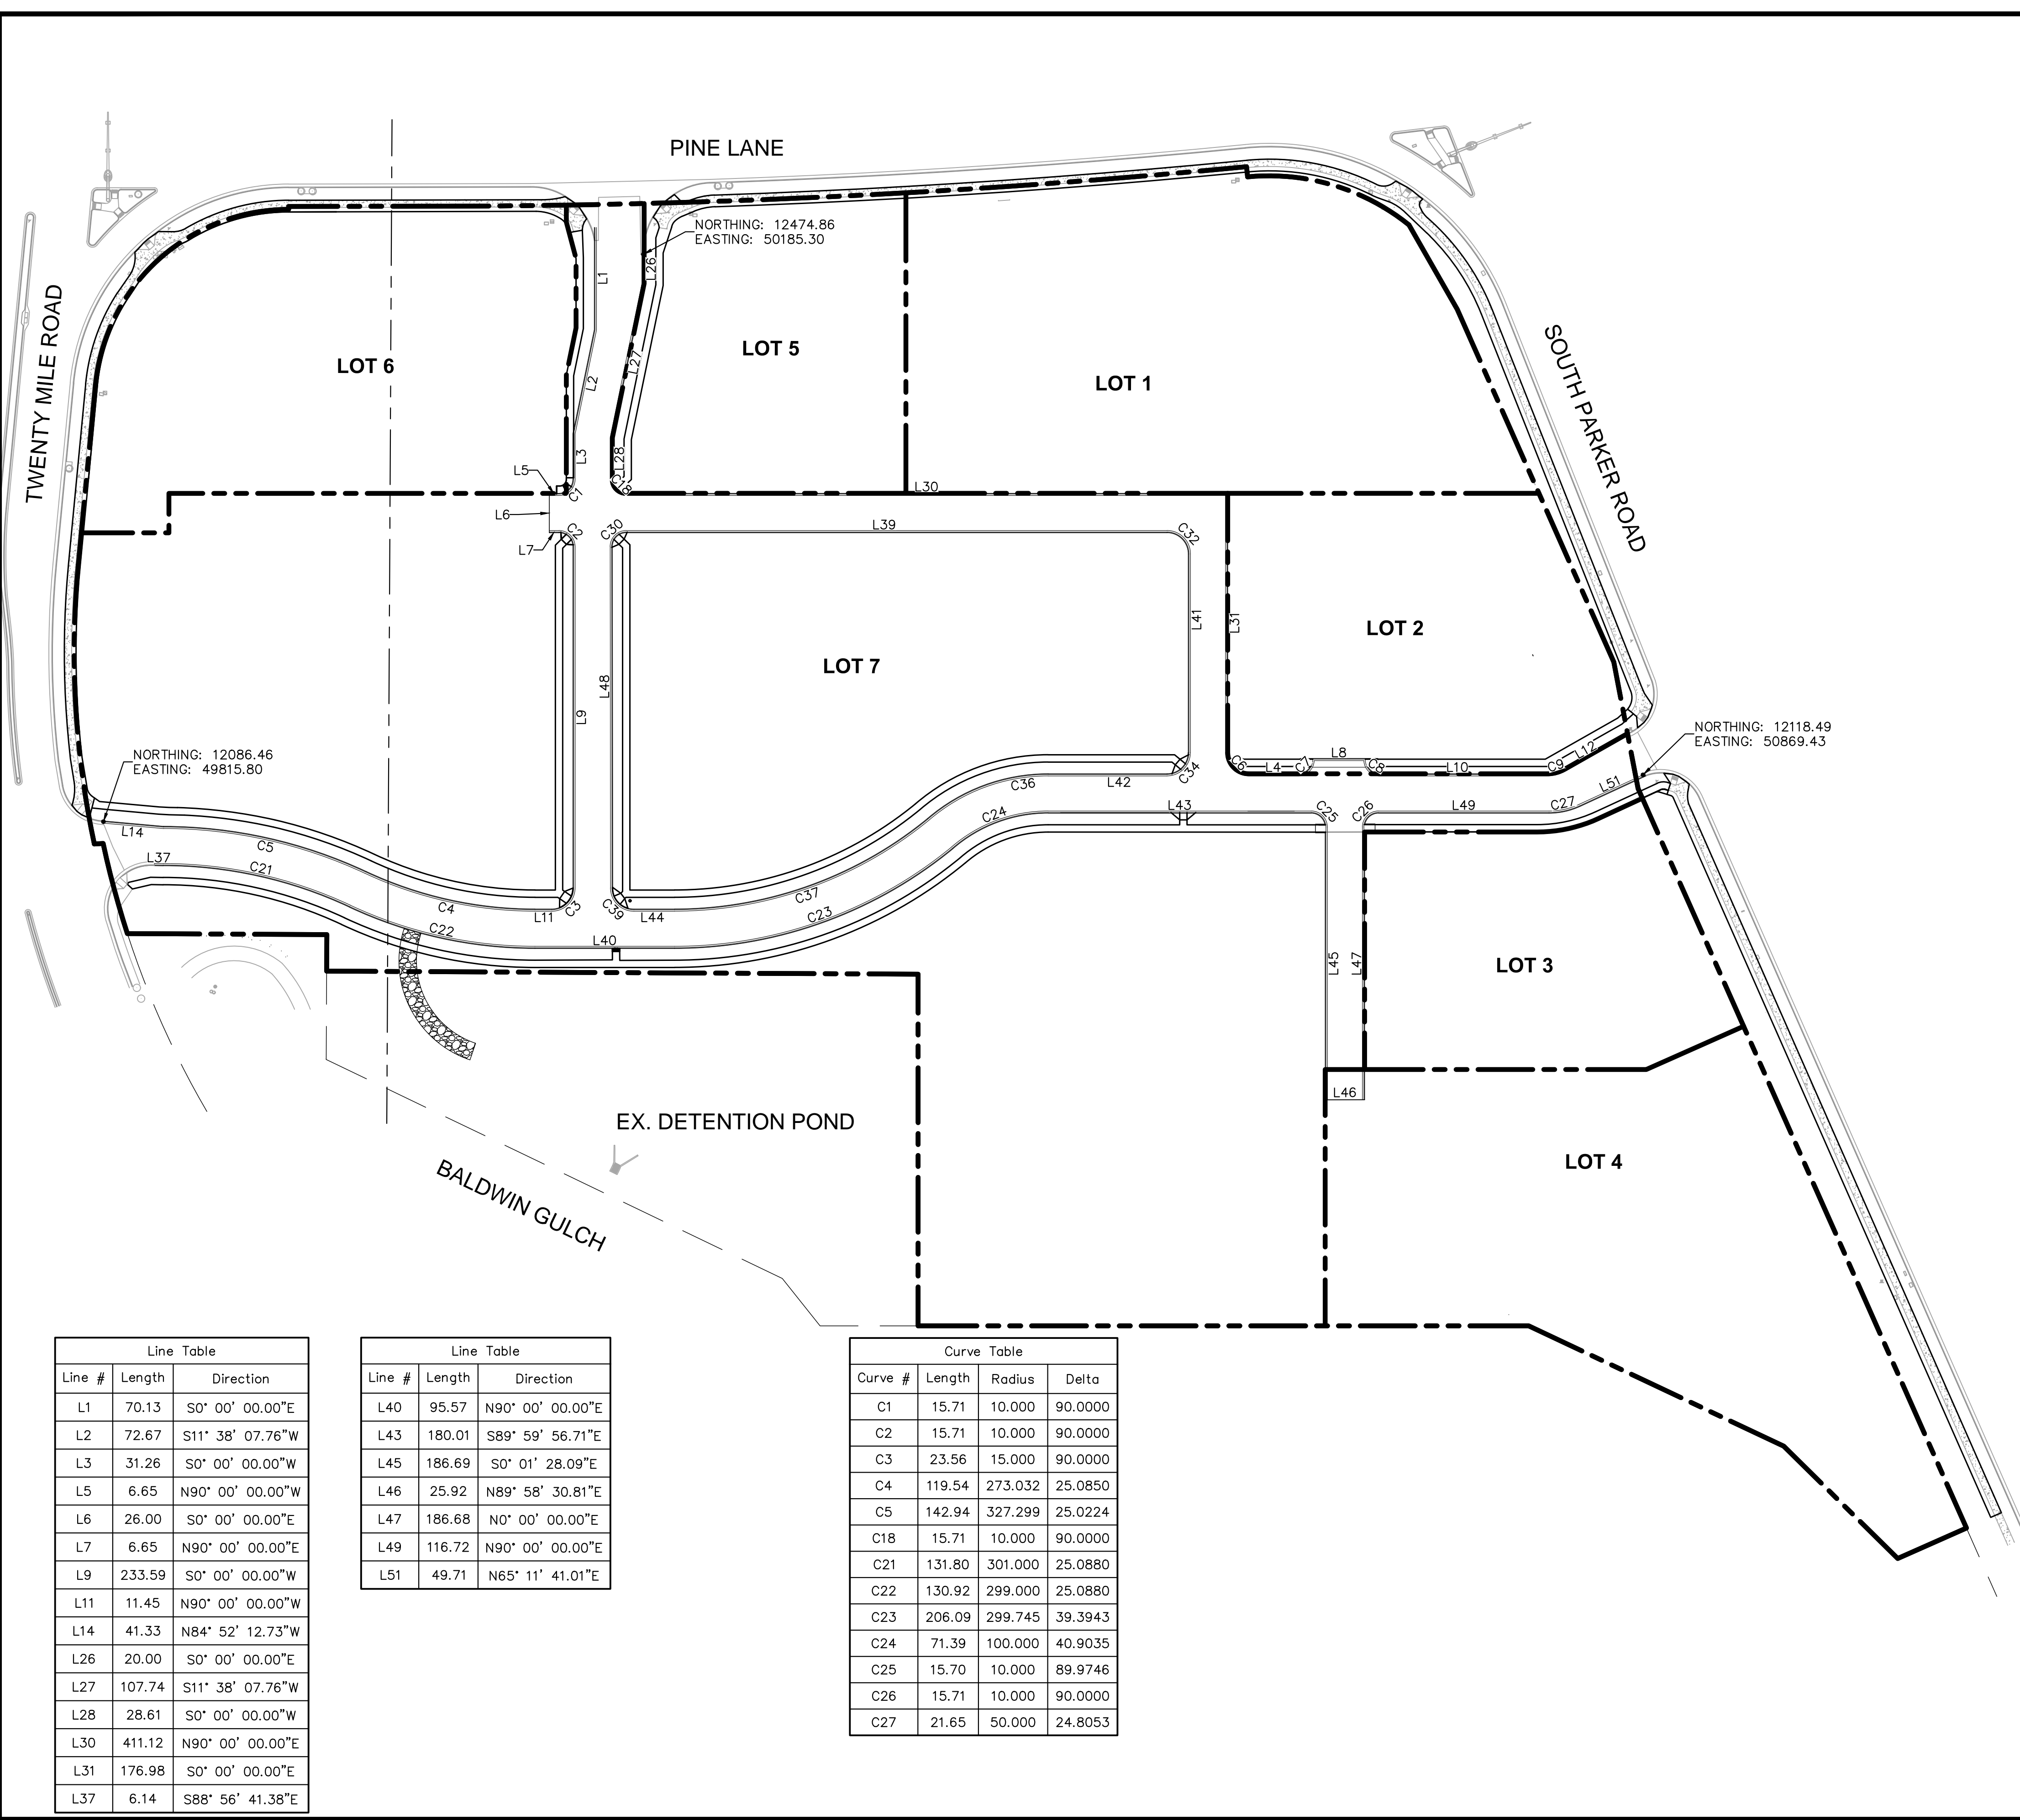 PINE LANE
NORTHING: 12474.86
EASTING: 50185.30
TWENTY MILE ROAD
SOUTH PARKER ROAD
LOT 6
LOT 5
LOT 1
L1
L26
L2
L27
L3
L28
L5
C1
C18
L30
L6
L7
C2
C30
L39
C32
L41
L31
LOT 2
LOT 7
L48
L9
NORTHING: 12118.49
EASTING: 50869.43
NORTHING: 12086.46
EASTING: 49815.80
L8
L12
C6
L4
C7
C8
L10
C9
C34
L42
C36
L51
L14
C5
L43
C24
C25
C26
L49
C27
L37
C21
C37
C4
L11
C3
C39
L44
C23
C22
L40
L45
L47
LOT 3
L46
EX. DETENTION POND
BALDWIN GULCH
LOT 4
Line Table
Line # Length Direction
L1 70.13 S0° 00' 00.00"E
L2 72.67 S11° 38' 07.76"W
L3 31.26 S0° 00' 00.00"W
L5 6.65 N90° 00' 00.00"W
L6 26.00 S0° 00' 00.00"E
L7 6.65 N90° 00' 00.00"E
L9 233.59 S0° 00' 00.00"W
L11 11.45 N90° 00' 00.00"W
L14 41.33 N84° 52' 12.73"W
L26 20.00 S0° 00' 00.00"E
L27 107.74 S11° 38' 07.76"W
L28 28.61 S0° 00' 00.00"W
L30 411.12 N90° 00' 00.00"E
L31 176.98 S0° 00' 00.00"E
L37 6.14 S88° 56' 41.38"E
Line Table
Line # Length Direction
L40 95.57 N90° 00' 00.00"E
L43 180.01 S89° 59' 56.71"E
L45 186.69 S0° 01' 28.09"E
L46 25.92 N89° 58' 30.81"E
L47 186.68 N0° 00' 00.00"E
L49 116.72 N90° 00' 00.00"E
L51 49.71 N65° 11' 41.01"E
Curve Table
Curve # Length Radius Delta
C1 15.71 10.000 90.0000
C2 15.71 10.000 90.0000
C3 23.56 15.000 90.0000
C4 119.54 273.032 25.0850
C5 142.94 327.299 25.0224
C18 15.71 10.000 90.0000
C21 131.80 301.000 25.0880
C22 130.92 299.000 25.0880
C23 206.09 299.745 39.3943
C24 71.39 100.000 40.9035
C25 15.70 10.000 89.9746
C26 15.71 10.000 90.0000
C27 21.65 50.000 24.8053